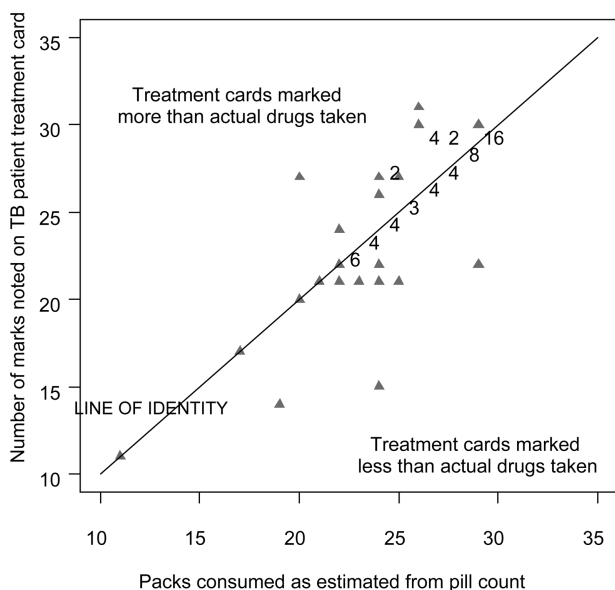 35
30
25
20
15
10
Number of marks noted on TB patient treatment card
Treatment cards marked
more than actual drugs taken
4 2 16
8
2 4
4
3
4
4
6
LINE OF IDENTITY
Treatment cards marked
less than actual drugs taken
10 15 20 25 30 35
Packs consumed as estimated from pill count